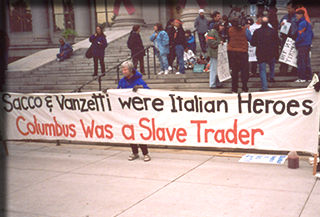 Sacco & Vanzetti were Italian Heroes
Columbus Was a Slave Trader